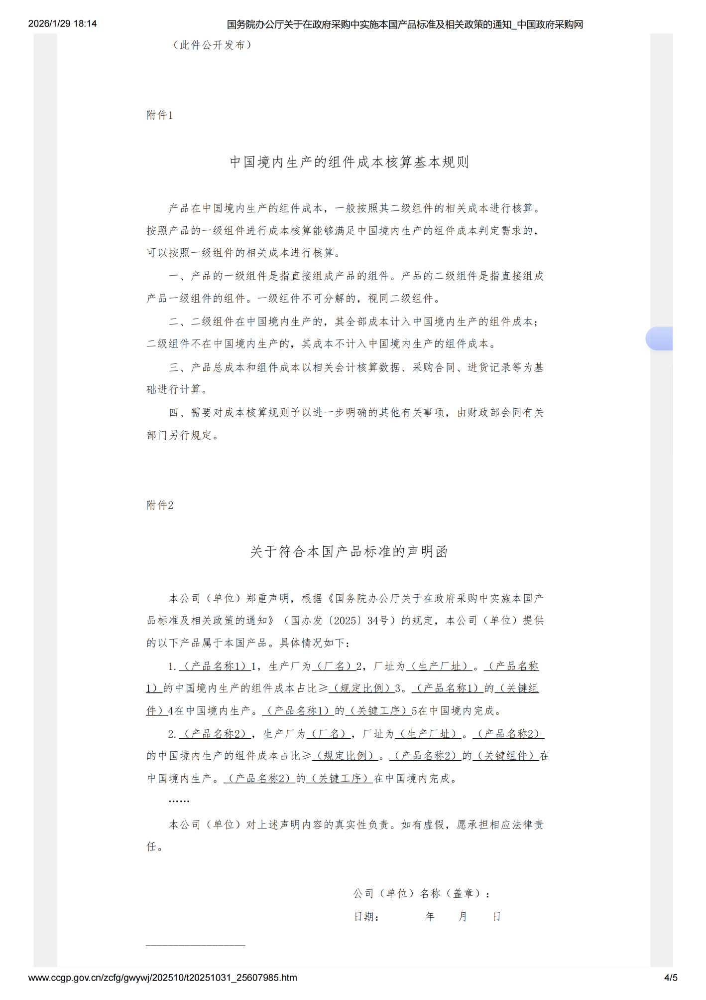 2026/1/29 18:14
国务院办公厅关于在政府采购中实施本国产品标准及相关政策的通知_中国政府采购网
（此件公开发布）
附件1
中国境内生产的组件成本核算基本规则
产品在中国境内生产的组件成本，一般按照其二级组件的相关成本进行核算。
按照产品的一级组件进行成本核算能够满足中国境内生产的组件成本判定需求的，
可以按照一级组件的相关成本进行核算。
一、产品的一级组件是指直接组成产品的组件。产品的二级组件是指直接组成
产品一级组件的组件。一级组件不可分解的，视同二级组件。
二、二级组件在中国境内生产的，其全部成本计入中国境内生产的组件成本；
二级组件不在中国境内生产的，其成本不计入中国境内生产的组件成本。
三、产品总成本和组件成本以相关会计核算数据、采购合同、进货记录等为基
础进行计算。
四、需要对成本核算规则予以进一步明确的其他有关事项，由财政部会同有关
部门另行规定。
附件2
关于符合本国产品标准的声明函
本公司（单位）郑重声明，根据《国务院办公厅关于在政府采购中实施本国产
品标准及相关政策的通知》（国办发〔2025〕34号）的规定，本公司（单位）提供
的以下产品属于本国产品。具体情况如下：
1.（产品名称1）1，生产厂为（厂名）2，厂址为（生产厂址）。（产品名称
1）的中国境内生产的组件成本占比≥（规定比例）3。（产品名称1）的（关键组
件）4在中国境内生产。（产品名称1）的（关键工序）5在中国境内完成。
2.（产品名称2），生产厂为（厂名），厂址为（生产厂址）。（产品名称2）
的中国境内生产的组件成本占比≥（规定比例）。（产品名称2）的（关键组件）在
中国境内生产。（产品名称2）的（关键工序）在中国境内完成。
……
本公司（单位）对上述声明内容的真实性负责。如有虚假，愿承担相应法律责
任。
公司（单位）名称（盖章）：
日期： 年 月 日
www.ccgp.gov.cn/zcfg/gwywj/202510/t20251031_25607985.htm
4/5